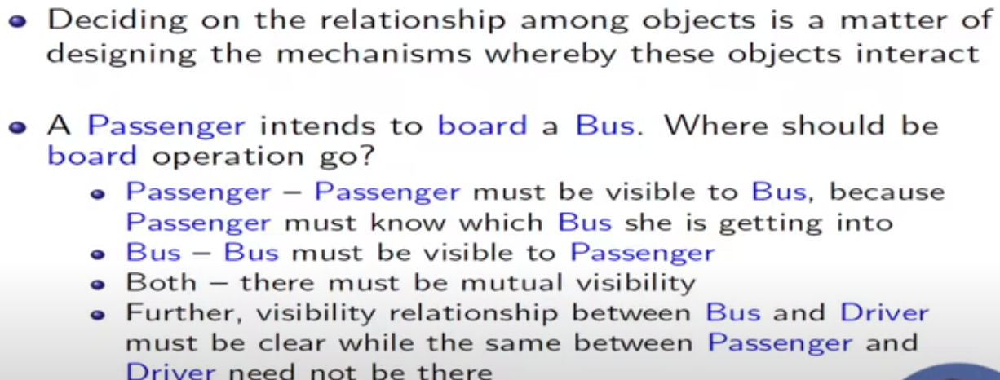 Deciding on the relationship among objects is a matter of
designing the mechanisms whereby these objects interact
A Passenger intends to board a Bus. Where should be
board operation go?
Passenger – Passenger must be visible to Bus, because
Passenger must know which Bus she is getting into
Bus – Bus must be visible to Passenger
Both – there must be mutual visibility
Further, visibility relationship between Bus and Driver
must be clear while the same between Passenger and
Driver need not be there